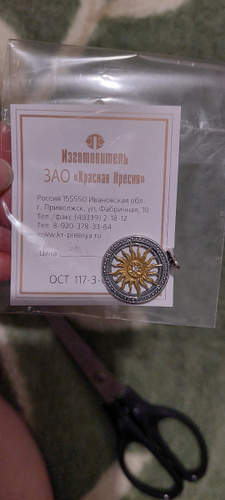 Изготовитель
ЗАО «Красная Пресня»
Россия 155550 Ивановская обл.
г. Приволжск, ул. Фабричная, 10
Тел./факс (49339) 2-18-12
Тел. 8-920-378-33-64
www.kr-presnya.ru
Цена
ОСТ 117-3-